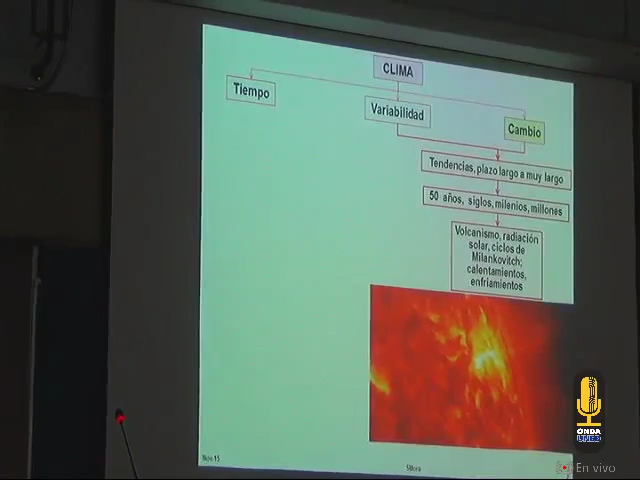 CLIMA
Tiempo
Variabilidad
Cambio
Tendencias, plazo largo a muy largo
50 años, siglos, milenios, millones
Volcanismo, radiación
solar, ciclos de
Milankovitch;
calentamientos,
enfriamientos
ONDA
UNED
En vivo